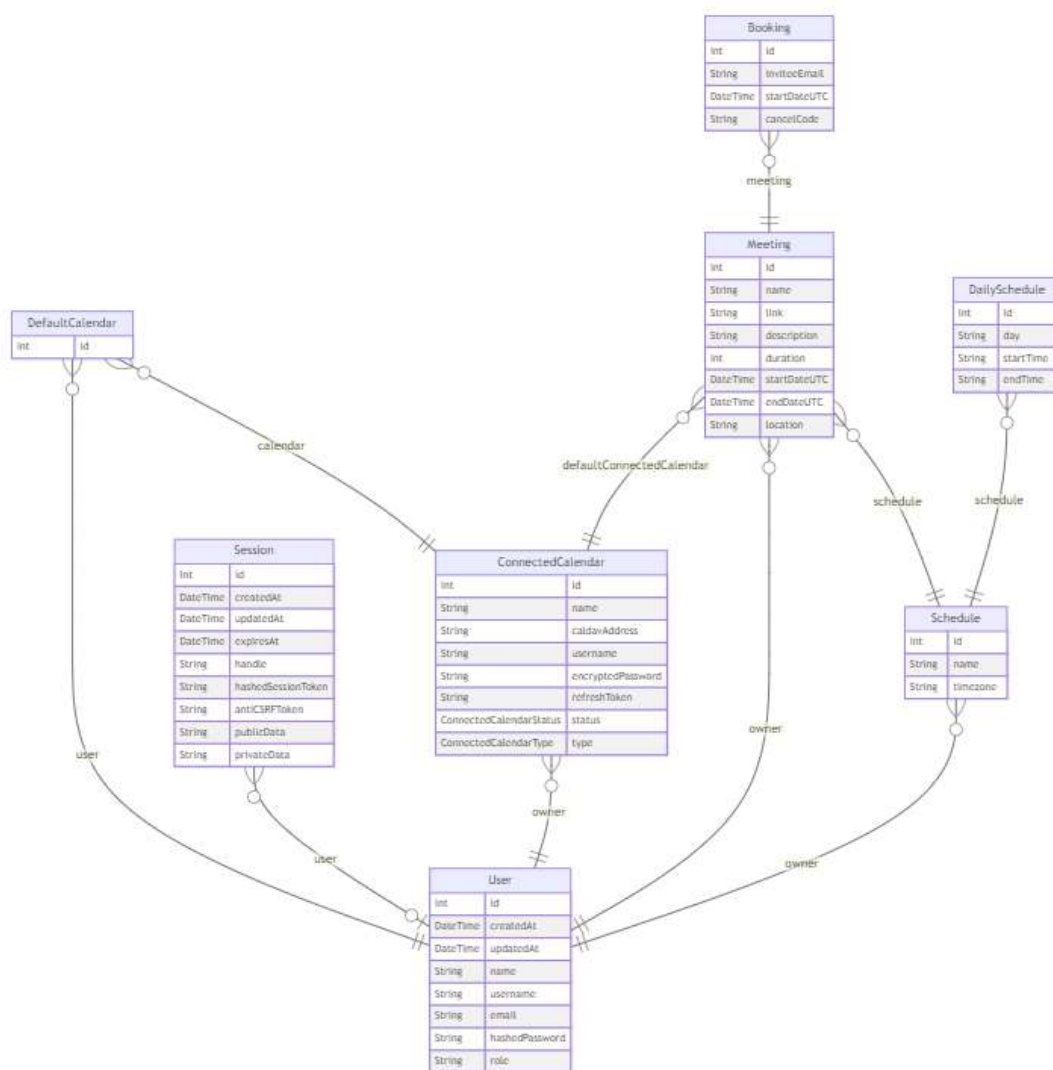 Booking
Int id
String inviteeEmail
DateTime startDateUTC
String cancelCode
meeting
Meeting
Int id
String name
String link
String description
Int duration
DateTime startDateUTC
DateTime endDateUTC
String location
DailySchedule
Int id
String day
String startTime
String endTime
DefaultCalendar
Int id
calendar
defaultConnectedCalendar
schedule
schedule
Session
Int id
DateTime createdAt
DateTime updatedAt
DateTime expiresAt
String handle
String hashedSessionToken
String antiCSRFToken
String publicData
String privateData
ConnectedCalendar
Int id
String name
String caldavAddress
String username
String encryptedPassword
String refreshToken
ConnectedCalendarStatus status
ConnectedCalendarType type
Schedule
Int id
String name
String timezone
user
owner
owner
user
owner
User
Int id
DateTime createdAt
DateTime updatedAt
String name
String username
String email
String hashedPassword
String role